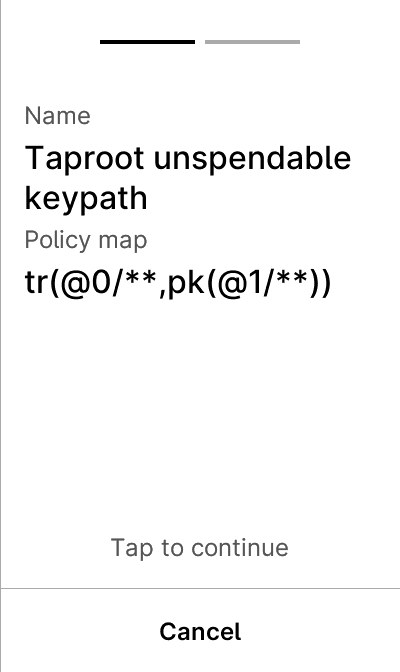 Name
Taproot unspendable
keypath
Policy map
tr(@0/**,pk(@1/**))
Tap to continue
Cancel